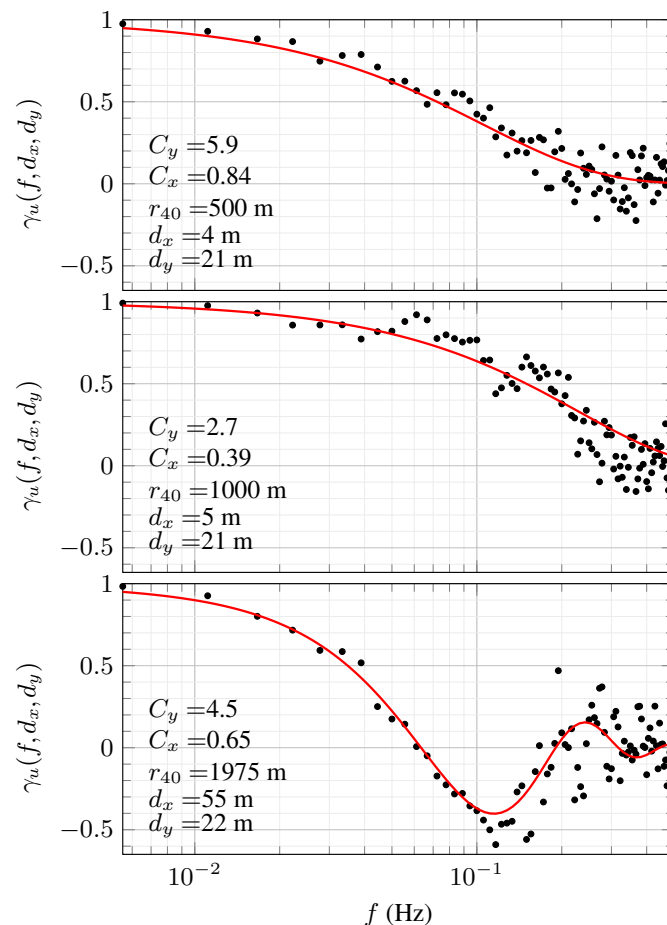 1
0.5
0
−0.5
γu(f, dx, dy)
Cy =5.9
Cx =0.84
r40 =500 m
dx =4 m
dy =21 m
1
0.5
0
−0.5
γu(f, dx, dy)
Cy =2.7
Cx =0.39
r40 =1000 m
dx =5 m
dy =21 m
1
0.5
0
−0.5
γu(f, dx, dy)
Cy =4.5
Cx =0.65
r40 =1975 m
dx =55 m
dy =22 m
10−2 10−1
f (Hz)